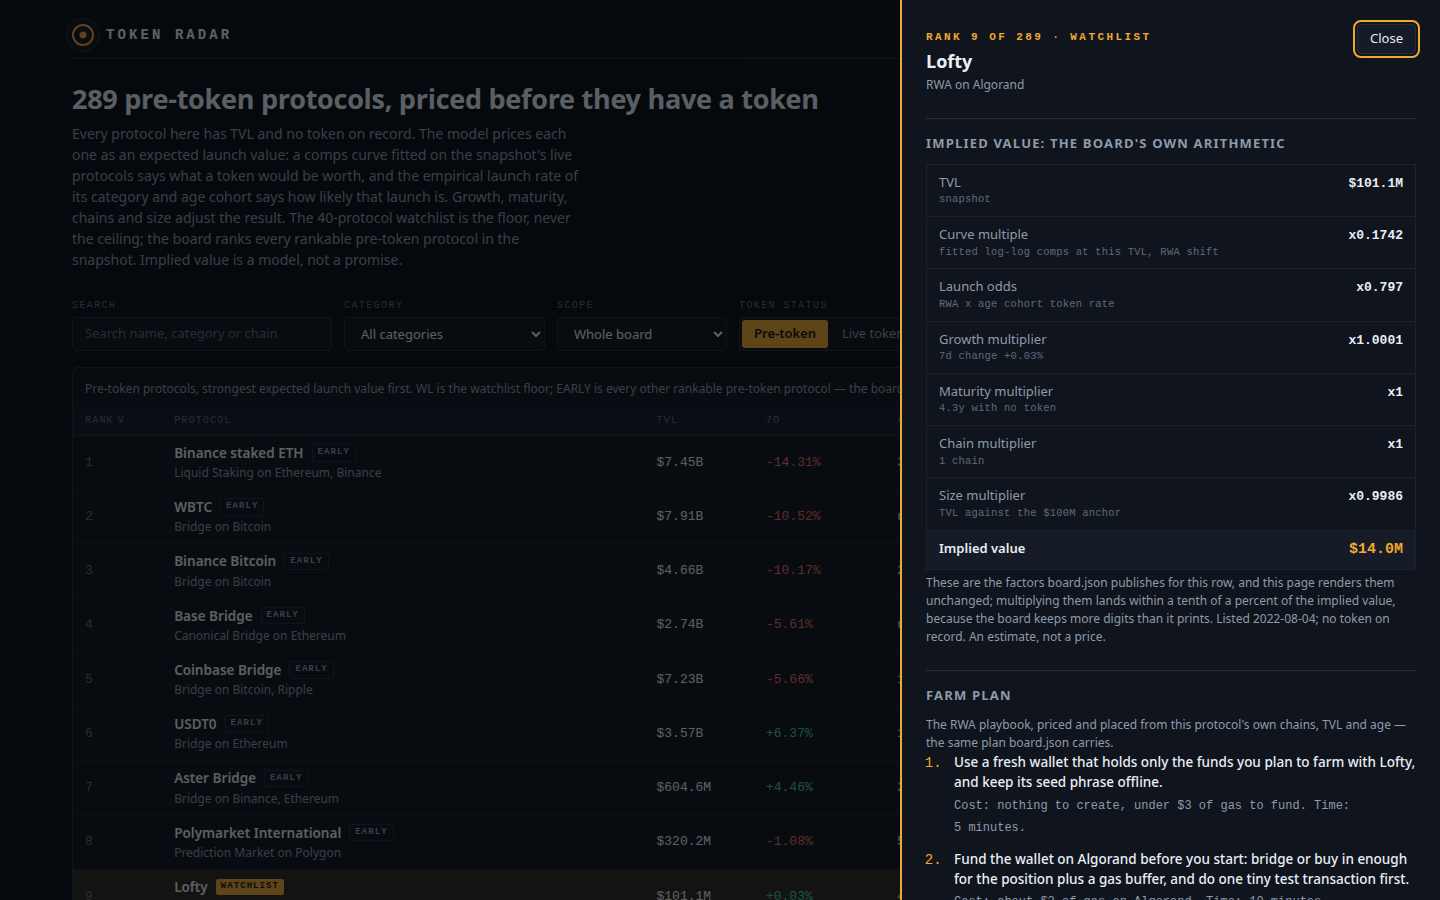 TOKEN RADAR
289 pre-token protocols, priced before they have a token
Every protocol here has TVL and no token on record. The model prices each
one as an expected launch value: a comps curve fitted on the snapshot's live
protocols says what a token would be worth, and the empirical launch rate of
its category and age cohort says how likely that launch is. Growth, maturity,
chains and size adjust the result. The 40-protocol watchlist is the floor, never
the ceiling; the board ranks every rankable pre-token protocol in the
snapshot. Implied value is a model, not a promise.
SEARCH CATEGORY SCOPE TOKEN STATUS
Search name, category or chain All categories Whole board Pre-token Live token
Pre-token protocols, strongest expected launch value first. WL is the watchlist floor; EARLY is every other rankable pre-token protocol — the board
RANK V PROTOCOL TVL 7D
1 Binance staked ETH EARLY $7.45B -14.31%
Liquid Staking on Ethereum, Binance
2 WBTC EARLY $7.91B -10.52%
Bridge on Bitcoin
3 Binance Bitcoin EARLY $4.66B -10.17%
Bridge on Bitcoin
4 Base Bridge EARLY $2.74B -5.61%
Canonical Bridge on Ethereum
5 Coinbase Bridge EARLY $7.23B -5.66%
Bridge on Bitcoin, Ripple
6 USDT0 EARLY $3.57B +6.37%
Bridge on Ethereum
7 Aster Bridge EARLY $604.6M +4.46%
Bridge on Binance, Ethereum
8 Polymarket International EARLY $320.2M -1.08%
Prediction Market on Polygon
9 Lofty WATCHLIST $101.1M +0.03%
RANK 9 OF 289 · WATCHLIST
Close
Lofty
RWA on Algorand
IMPLIED VALUE: THE BOARD'S OWN ARITHMETIC
TVL $101.1M
snapshot
Curve multiple x0.1742
fitted log-log comps at this TVL, RWA shift
Launch odds x0.797
RWA x age cohort token rate
Growth multiplier x1.0001
7d change +0.03%
Maturity multiplier x1
4.3y with no token
Chain multiplier x1
1 chain
Size multiplier x0.9986
TVL against the $100M anchor
Implied value $14.0M
These are the factors board.json publishes for this row, and this page renders them
unchanged; multiplying them lands within a tenth of a percent of the implied value,
because the board keeps more digits than it prints. Listed 2022-08-04; no token on
record. An estimate, not a price.
FARM PLAN
The RWA playbook, priced and placed from this protocol's own chains, TVL and age —
the same plan board.json carries.
1. Use a fresh wallet that holds only the funds you plan to farm with Lofty,
and keep its seed phrase offline.
Cost: nothing to create, under $3 of gas to fund. Time:
5 minutes.
2. Fund the wallet on Algorand before you start: bridge or buy in enough
for the position plus a gas buffer, and do one tiny test transaction first.
Cost: about $2 of gas on Algorand. Time: 10 minutes.